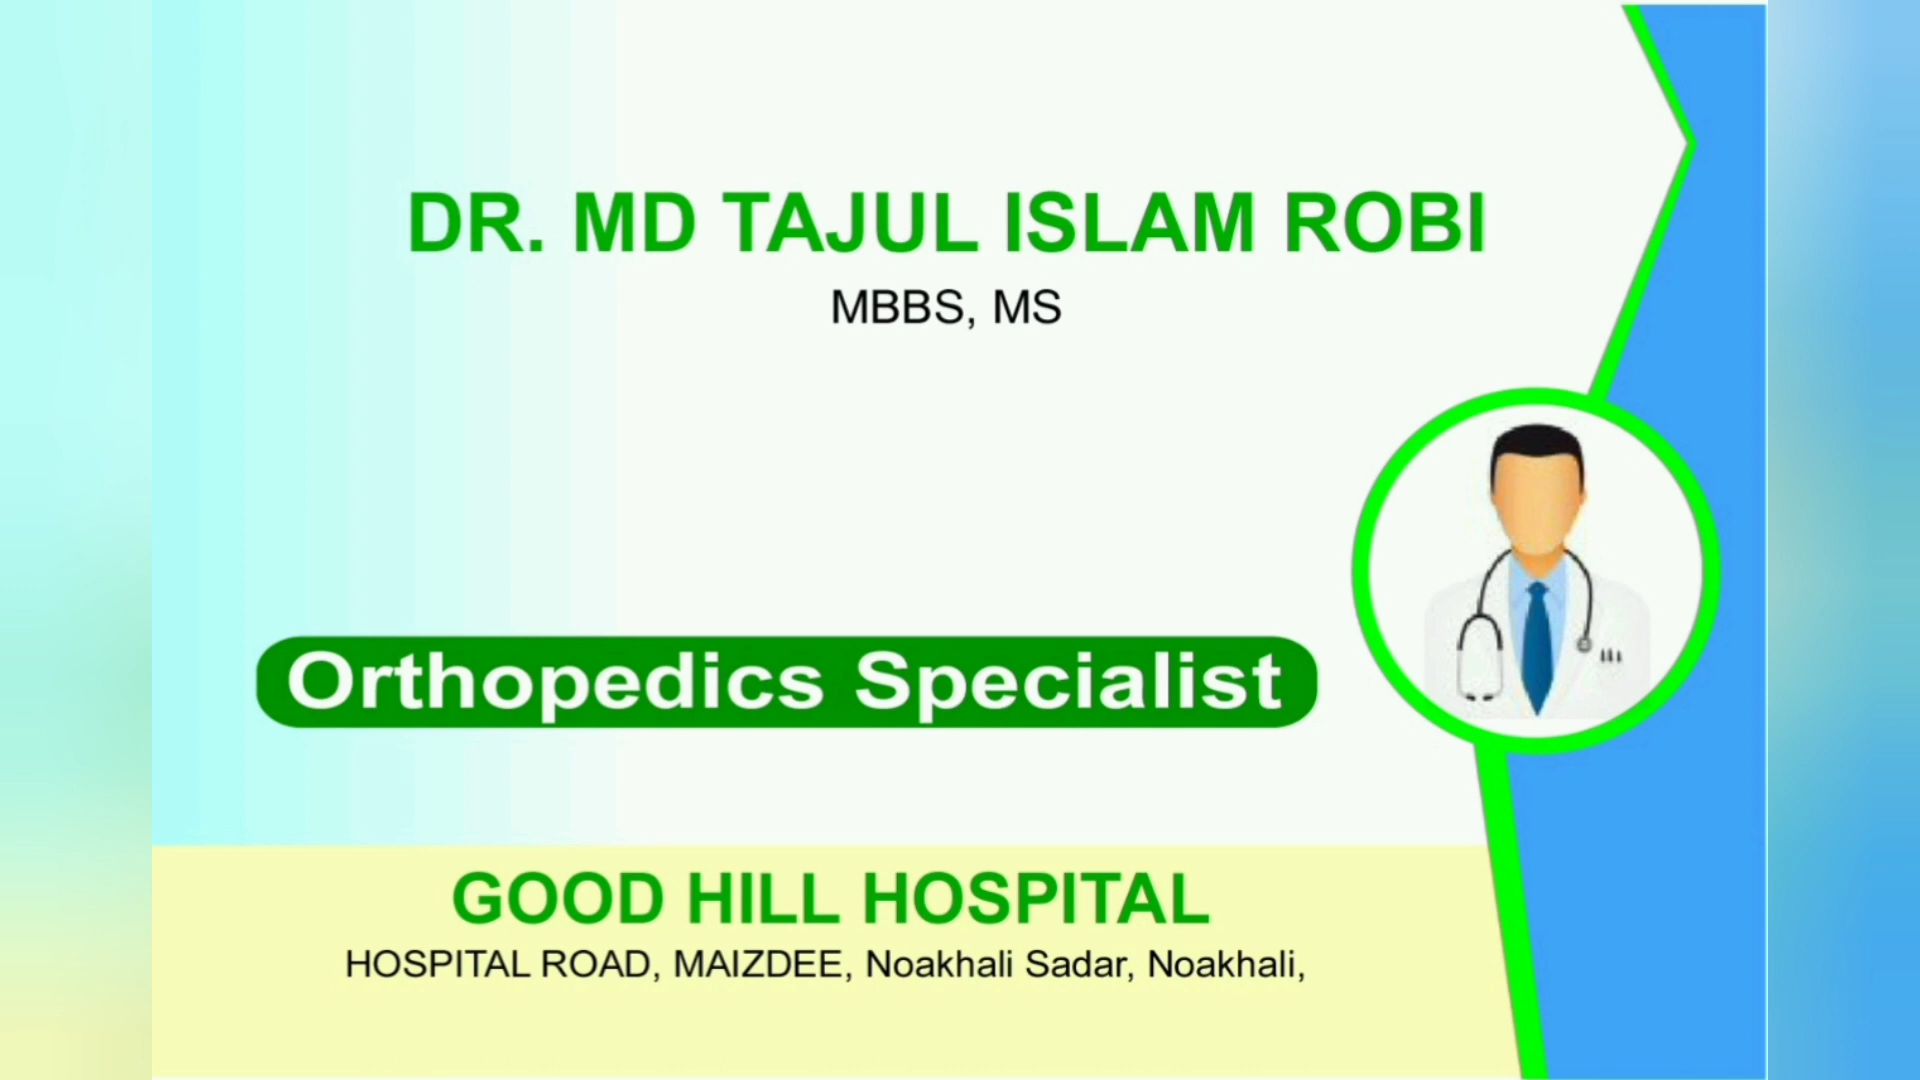 DR. MD TAJUL ISLAM ROBI
MBBS, MS
Orthopedics Specialist
GOOD HILL HOSPITAL
HOSPITAL ROAD, MAIZDEE, Noakhali Sadar, Noakhali,